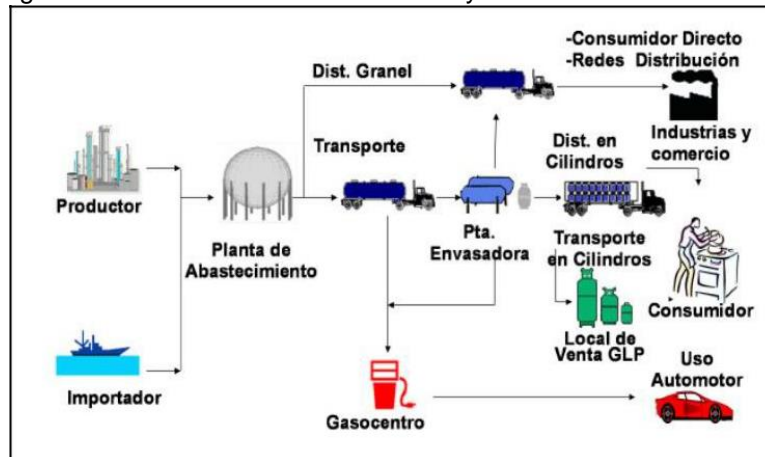 -Consumidor Directo
-Redes Distribución
Dist. Granel
Transporte
Industrias y
comercio
Dist. en
Cilindros
Productor
Planta de
Abastecimiento
Pta.
Envasadora
Transporte
en Cilindros
Consumidor
Local de
Venta GLP
Importador
Gasocentro
Uso
Automotor